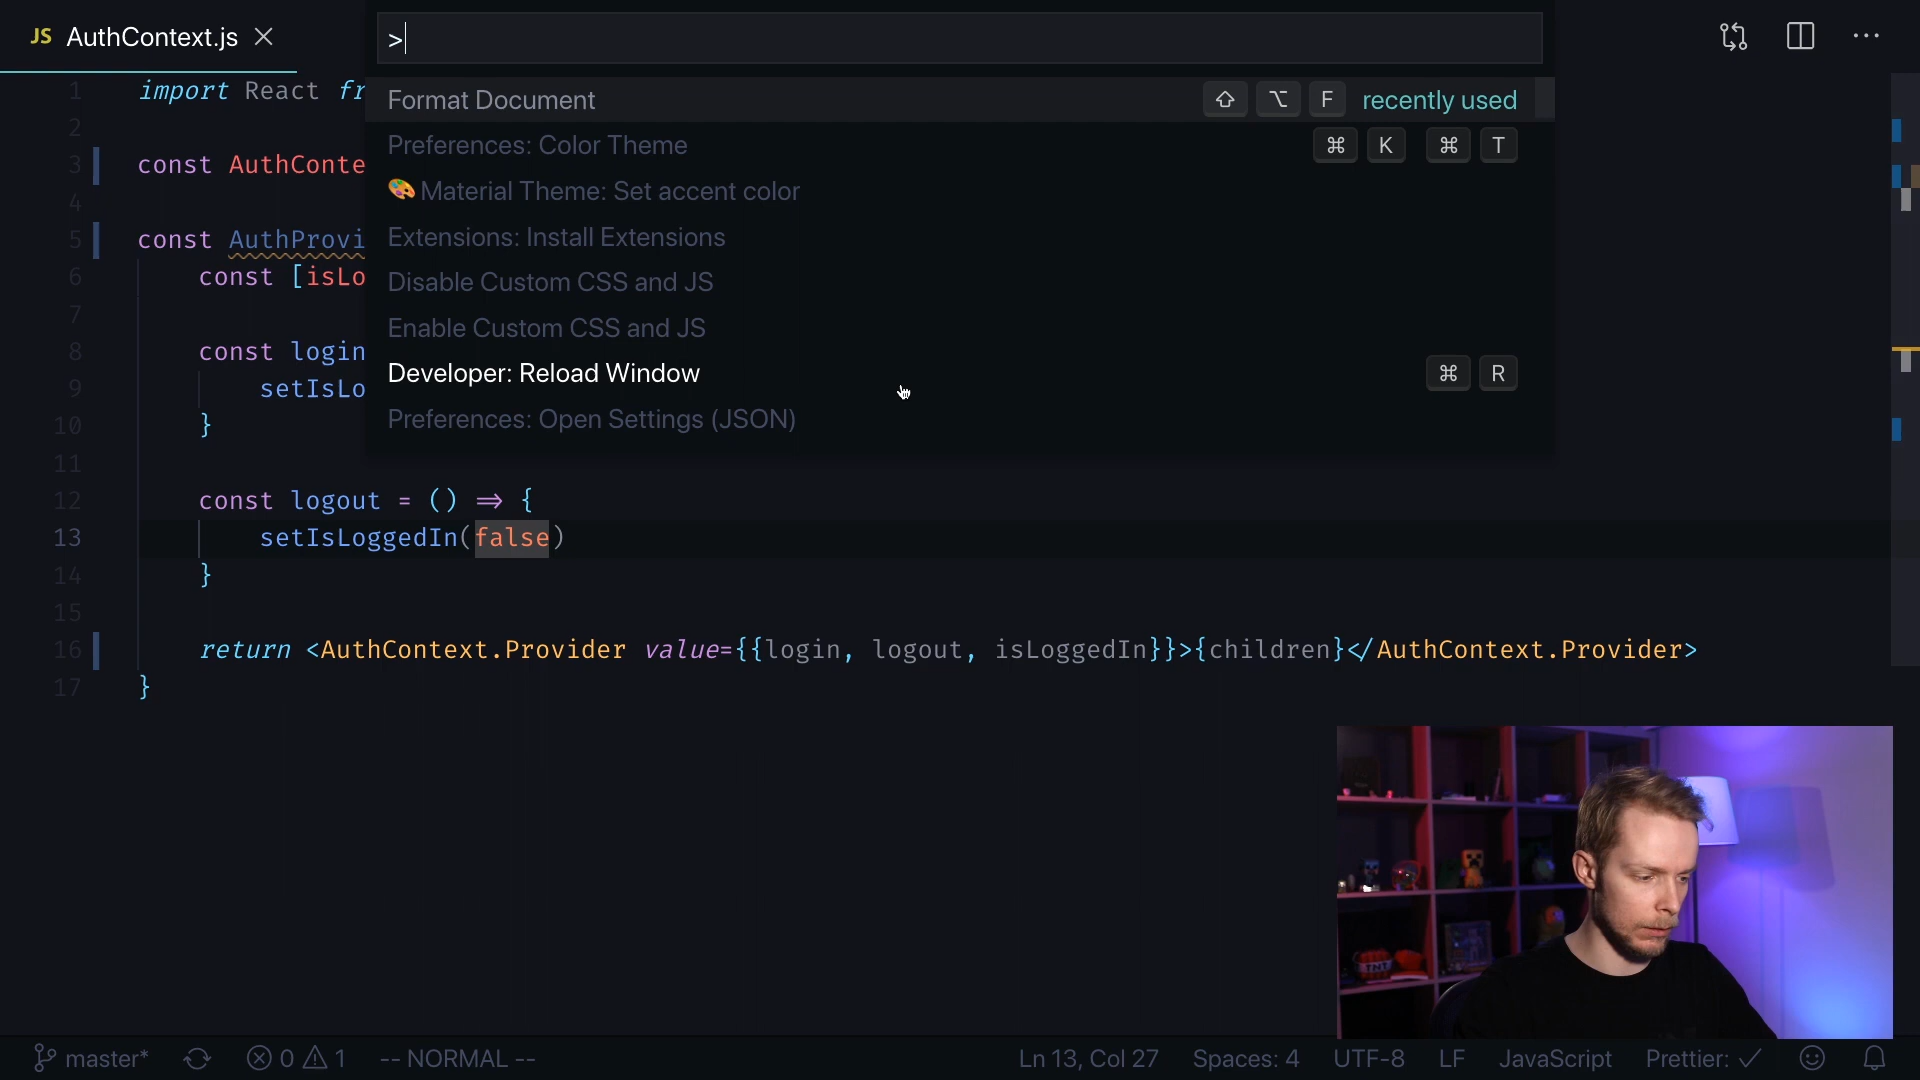 JS AuthContext.js
>
Format Document F recently used
Preferences: Color Theme ⌘ K ⌘ T
Material Theme: Set accent color
Extensions: Install Extensions
Disable Custom CSS and JS
Enable Custom CSS and JS
Developer: Reload Window ⌘ R
Preferences: Open Settings (JSON)
1 import React fr
2
3 const AuthConte
4
5 const AuthProvi
6 const [isLo
7
8 const login
9 setIsLo
10 }
11
12 const logout = () => {
13 setIsLoggedIn(false)
14 }
15
16 return <AuthContext.Provider value={{login, logout, isLoggedIn}}>{children}</AuthContext.Provider>
17 }
TNT
master* 0 1 -- NORMAL -- Ln 13, Col 27 Spaces: 4 UTF-8 LF JavaScript Prettier: ✓